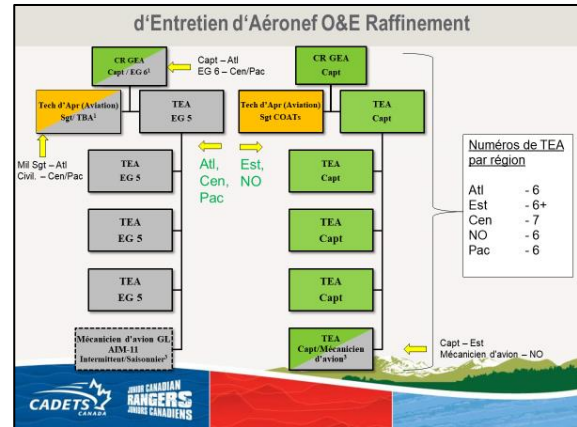 d'Entretien d'Aéronef O&E Raffinement
CR GEA
Capt / EG 6¹
Capt – Atl
EG 6 – Cen/Pac
Tech d'Apr (Aviation)
Sgt/ TBA¹
TEA
EG 5
Mil Sgt – Atl
Civil. – Cen/Pac
TEA
EG 5
TEA
EG 5
TEA
EG 5
Mécanicien d'avion GL
AIM-11
Intermittent/Saisonnier³
Atl,
Cen,
Pac
Est,
NO
CR GEA
Capt
Tech d'Apr (Aviation)
Sgt COATs
TEA
Capt
TEA
Capt
TEA
Capt
TEA
Capt
TEA
Capt/Mécanicien
d'avion³
Capt – Est
Mécanicien d'avion – NO
Numéros de TEA
par région
Atl - 6
Est - 6+
Cen - 7
NO - 6
Pac - 6
CADETS
CANADA
JUNIOR CANADIAN
RANGERS
JUNIORS CANADIENS